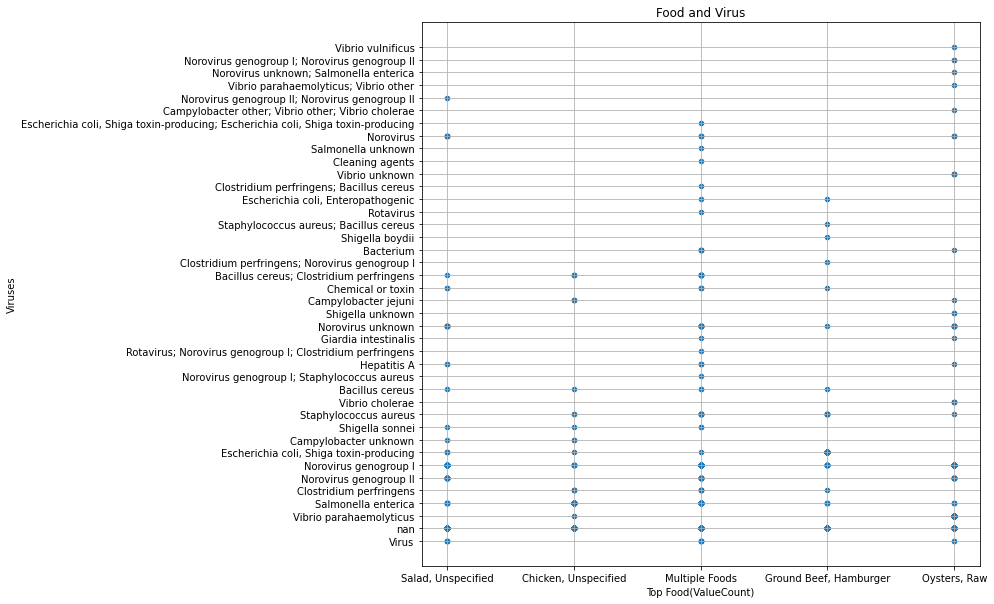 Food and Virus
Vibrio vulnificus
Norovirus genogroup I; Norovirus genogroup II
Norovirus unknown; Salmonella enterica
Vibrio parahaemolyticus; Vibrio other
Norovirus genogroup II; Norovirus genogroup II
Campylobacter other; Vibrio other; Vibrio cholerae
Escherichia coli, Shiga toxin-producing; Escherichia coli, Shiga toxin-producing
Norovirus
Salmonella unknown
Cleaning agents
Vibrio unknown
Clostridium perfringens; Bacillus cereus
Escherichia coli, Enteropathogenic
Rotavirus
Staphylococcus aureus; Bacillus cereus
Shigella boydii
Bacterium
Clostridium perfringens; Norovirus genogroup I
Bacillus cereus; Clostridium perfringens
Chemical or toxin
Campylobacter jejuni
Shigella unknown
Norovirus unknown
Giardia intestinalis
Rotavirus; Norovirus genogroup I; Clostridium perfringens
Hepatitis A
Norovirus genogroup I; Staphylococcus aureus
Bacillus cereus
Vibrio cholerae
Staphylococcus aureus
Shigella sonnei
Campylobacter unknown
Escherichia coli, Shiga toxin-producing
Norovirus genogroup I
Norovirus genogroup II
Clostridium perfringens
Salmonella enterica
Vibrio parahaemolyticus
nan
Virus
Viruses
Salad, Unspecified
Chicken, Unspecified
Multiple Foods
Ground Beef, Hamburger
Oysters, Raw
Top Food(ValueCount)